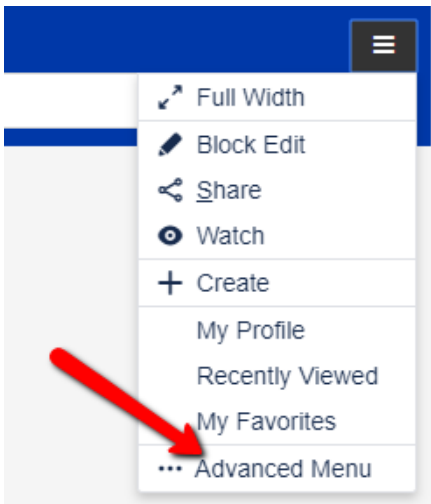 Full Width
Block Edit
Share
Watch
Create
My Profile
Recently Viewed
My Favorites
Advanced Menu